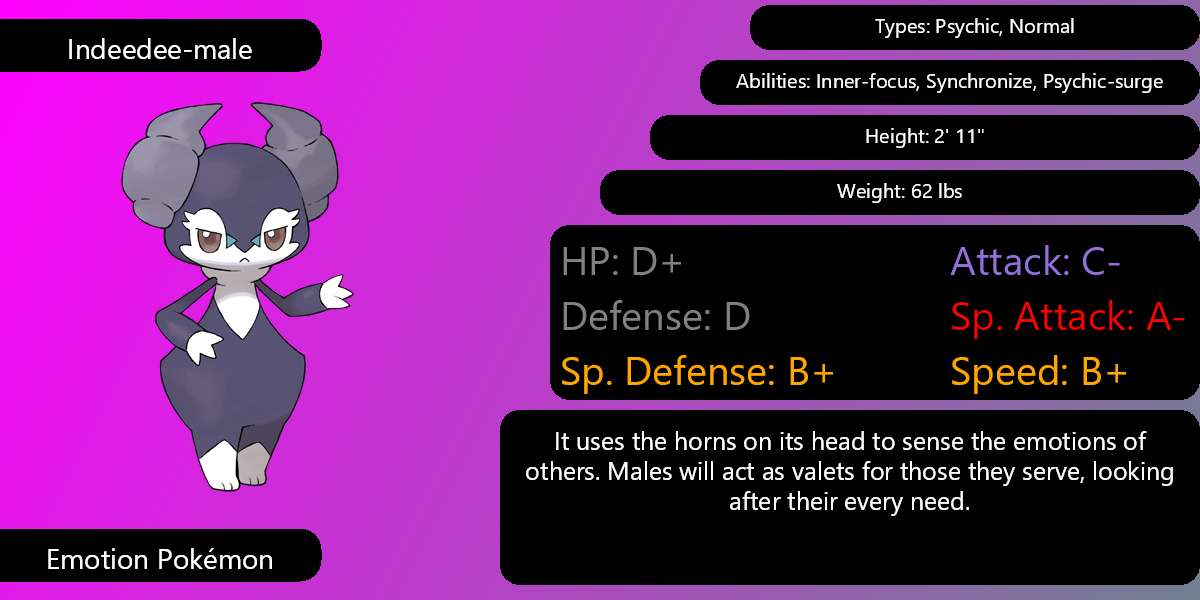 Indeedee-male
Types: Psychic, Normal
Abilities: Inner-focus, Synchronize, Psychic-surge
Height: 2' 11"
Weight: 62 lbs
HP: D+ Attack: C-
Defense: D Sp. Attack: A-
Sp. Defense: B+ Speed: B+
It uses the horns on its head to sense the emotions of
others. Males will act as valets for those they serve, looking
after their every need.
Emotion Pokémon